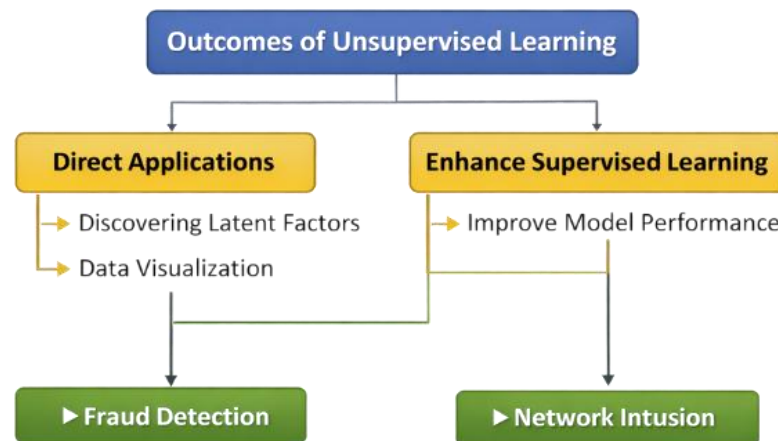 Outcomes of Unsupervised Learning
Direct Applications
Enhance Supervised Learning
Discovering Latent Factors
Improve Model Performance
Data Visualization
▶ Fraud Detection
▶ Network Intusion